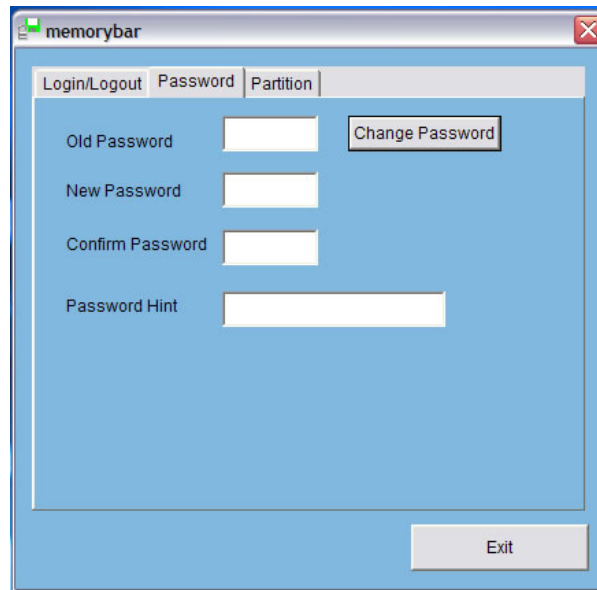 memorybar
Login/Logout Password Partition
Old Password Change Password
New Password
Confirm Password
Password Hint
Exit